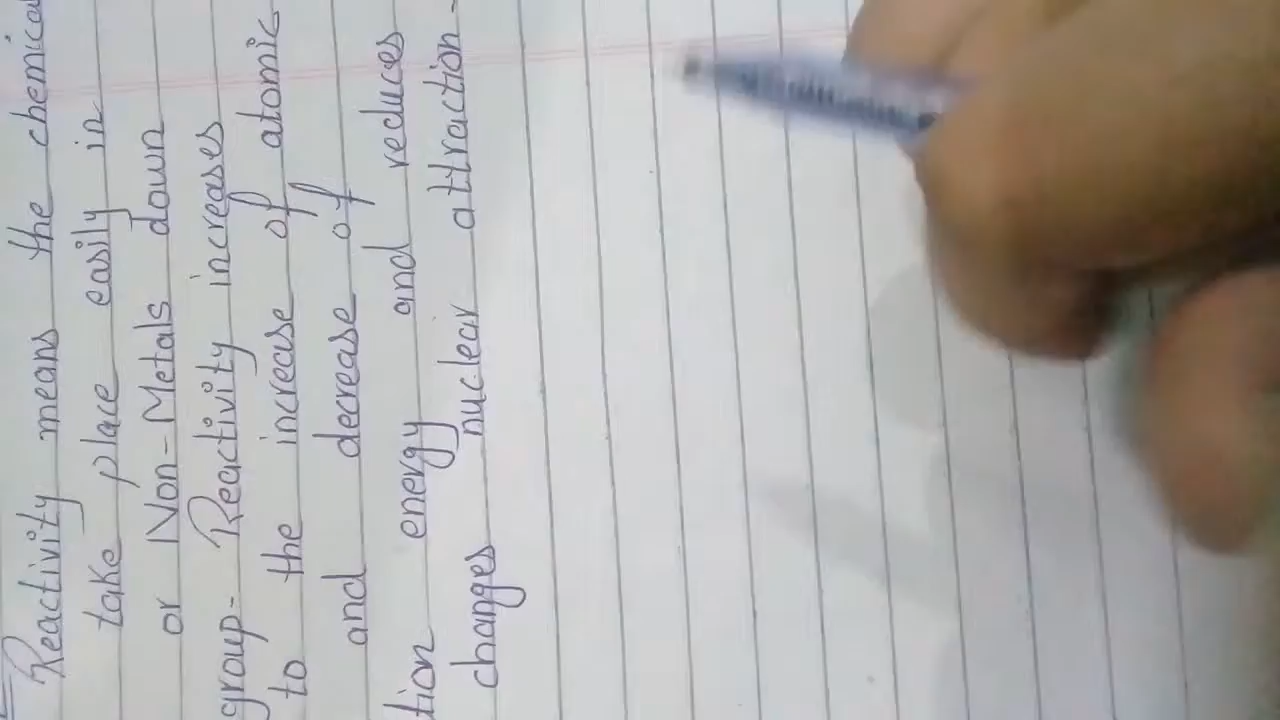 Reactivity means the chemical
take place easily in
or Non-Metals down
group- Reactivity increases
to the increase of atomic
and decrease of
tion energy and reduces
changes nuclear attraction-